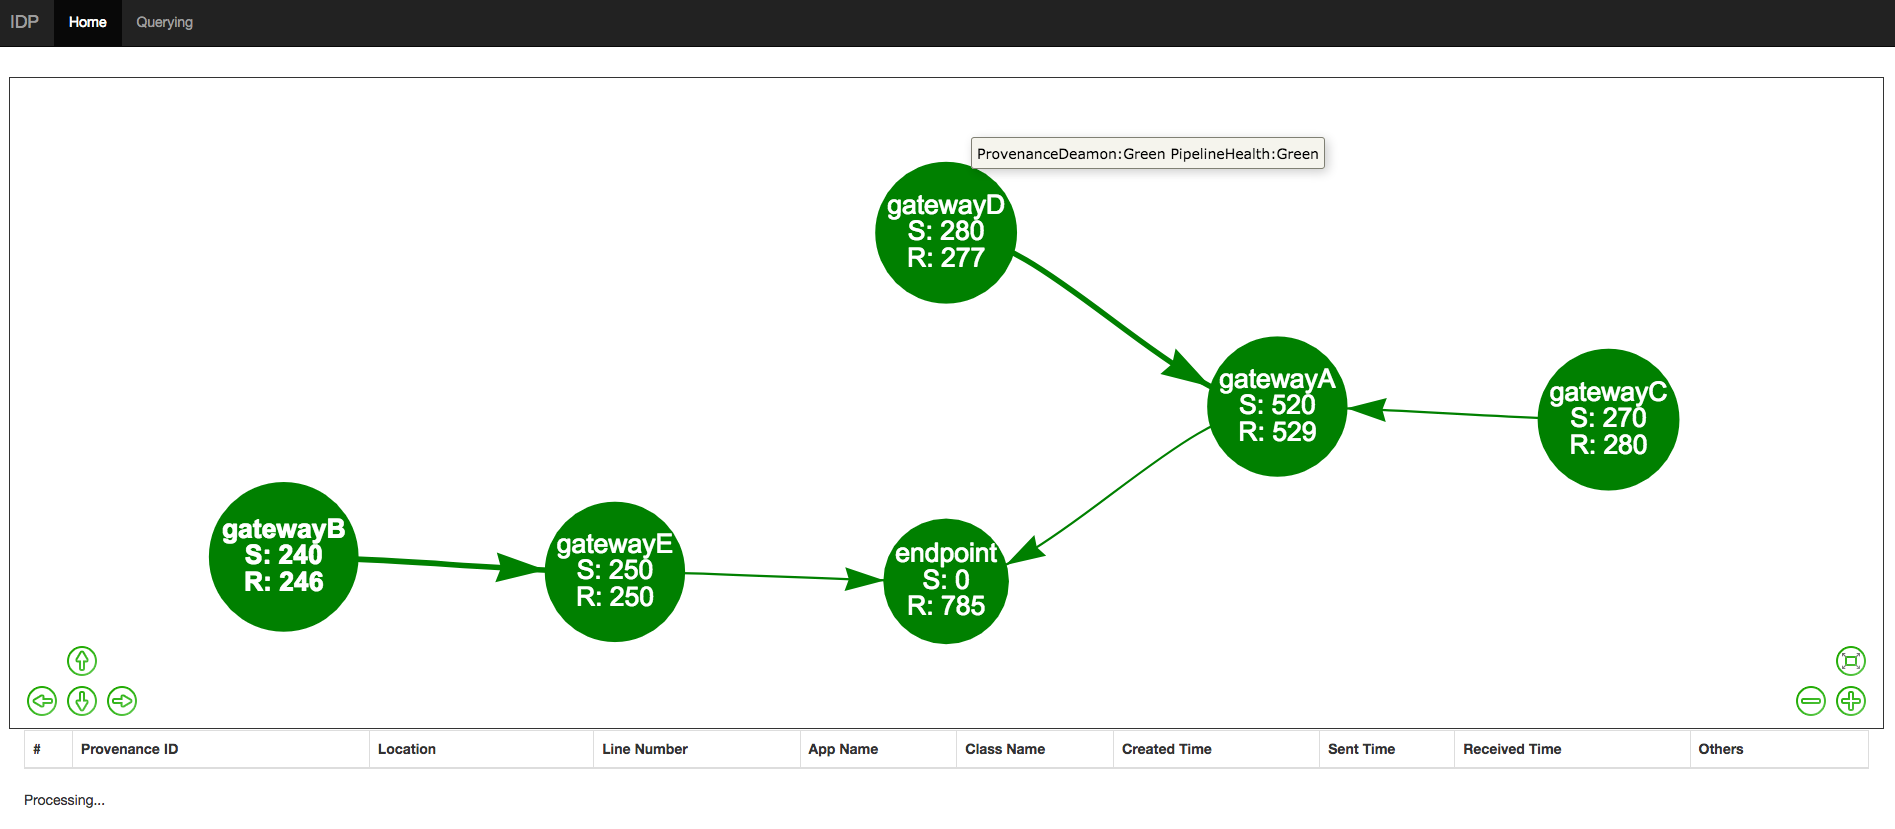 IDP Home Querying
ProvenanceDeamon:Green PipelineHealth:Green
gatewayD
S: 280
R: 277
gatewayA
S: 520
R: 529
gatewayC
S: 270
R: 280
gatewayB
S: 240
R: 246
gatewayE
S: 250
R: 250
endpoint
S: 0
R: 785
# Provenance ID Location Line Number App Name Class Name Created Time Sent Time Received Time Others
Processing...